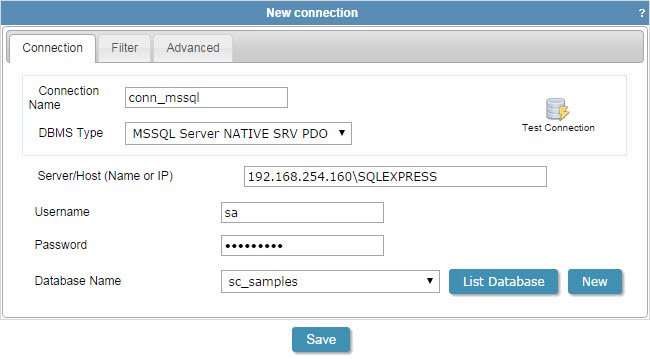 New connection ?
Connection Filter Advanced
Connection
Name conn_mssql
Test Connection
DBMS Type MSSQL Server NATIVE SRV PDO
Server/Host (Name or IP) 192.168.254.160\SQLEXPRESS
Username sa
Password •••••••••
Database Name sc_samples List Database New
Save